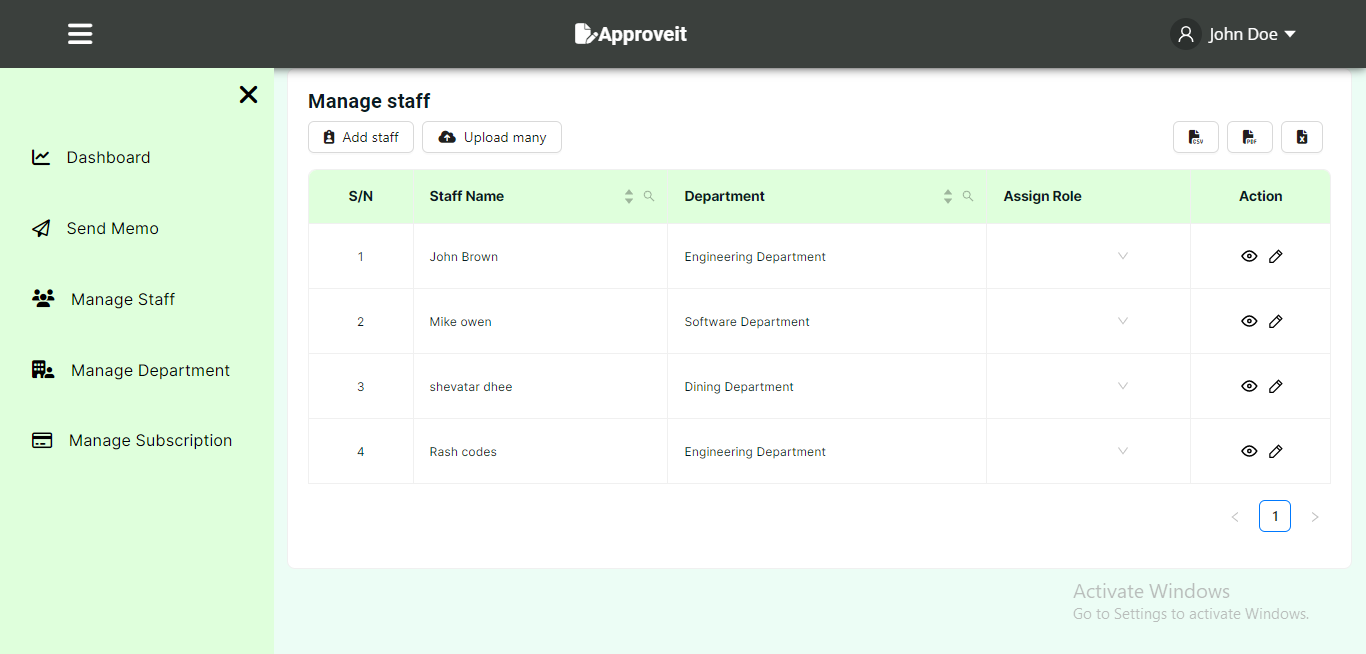 Approveit
John Doe
Dashboard
Send Memo
Manage Staff
Manage Department
Manage Subscription
Manage staff
Add staff
Upload many
CSV
PDF
S/N Staff Name Department Assign Role Action
1 John Brown Engineering Department
2 Mike owen Software Department
3 shevatar dhee Dining Department
4 Rash codes Engineering Department
< 1 >
Activate Windows
Go to Settings to activate Windows.